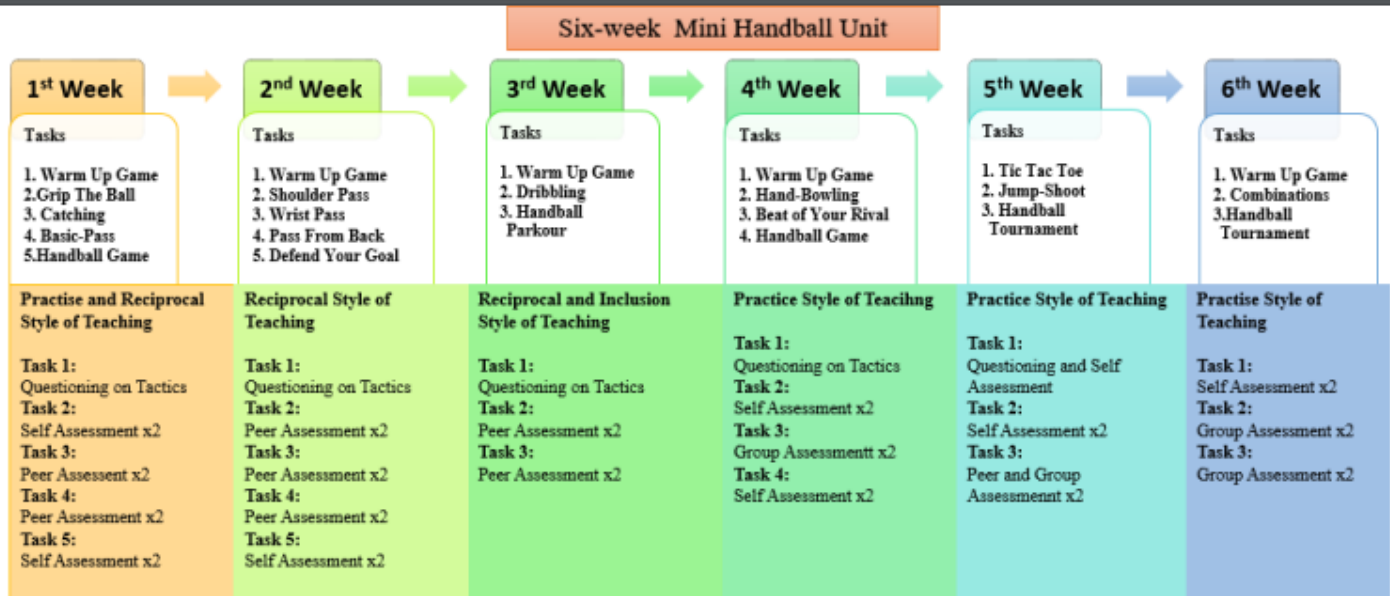 Six-week Mini Handball Unit
1st Week
Tasks
1. Warm Up Game
2.Grip The Ball
3. Catching
4. Basic-Pass
5.Handball Game
Practise and Reciprocal
Style of Teaching
Task 1:
Questioning on Tactics
Task 2:
Self Assessment x2
Task 3:
Peer Assessent x2
Task 4:
Peer Assessment x2
Task 5:
Self Assessment x2
2nd Week
Tasks
1. Warm Up Game
2. Shoulder Pass
3. Wrist Pass
4. Pass From Back
5. Defend Your Goal
Reciprocal Style of
Teaching
Task 1:
Questioning on Tactics
Task 2:
Peer Assessment x2
Task 3:
Peer Assessment x2
Task 4:
Peer Assessment x2
Task 5:
Self Assessment x2
3rd Week
Tasks
1. Warm Up Game
2. Dribbling
3. Handball
Parkour
Reciprocal and Inclusion
Style of Teaching
Task 1:
Questioning on Tactics
Task 2:
Peer Assessment x2
Task 3:
Peer Assessment x2
4th Week
Tasks
1. Warm Up Game
2. Hand-Bowling
3. Beat of Your Rival
4. Handball Game
Practice Style of Teacihng
Task 1:
Questioning on Tactics
Task 2:
Self Assessment x2
Task 3:
Group Assessmentt x2
Task 4:
Self Assessment x2
5th Week
Tasks
1. Tic Tac Toe
2. Jump-Shoot
3. Handball
Tournament
Practice Style of Teaching
Task 1:
Questioning and Self
Assessment
Task 2:
Self Assessment x2
Task 3:
Peer and Group
Assessmennt x2
6th Week
Tasks
1. Warm Up Game
2. Combinations
3.Handball
Tournament
Practise Style of
Teaching
Task 1:
Self Assessment x2
Task 2:
Group Assessment x2
Task 3:
Group Assessment x2